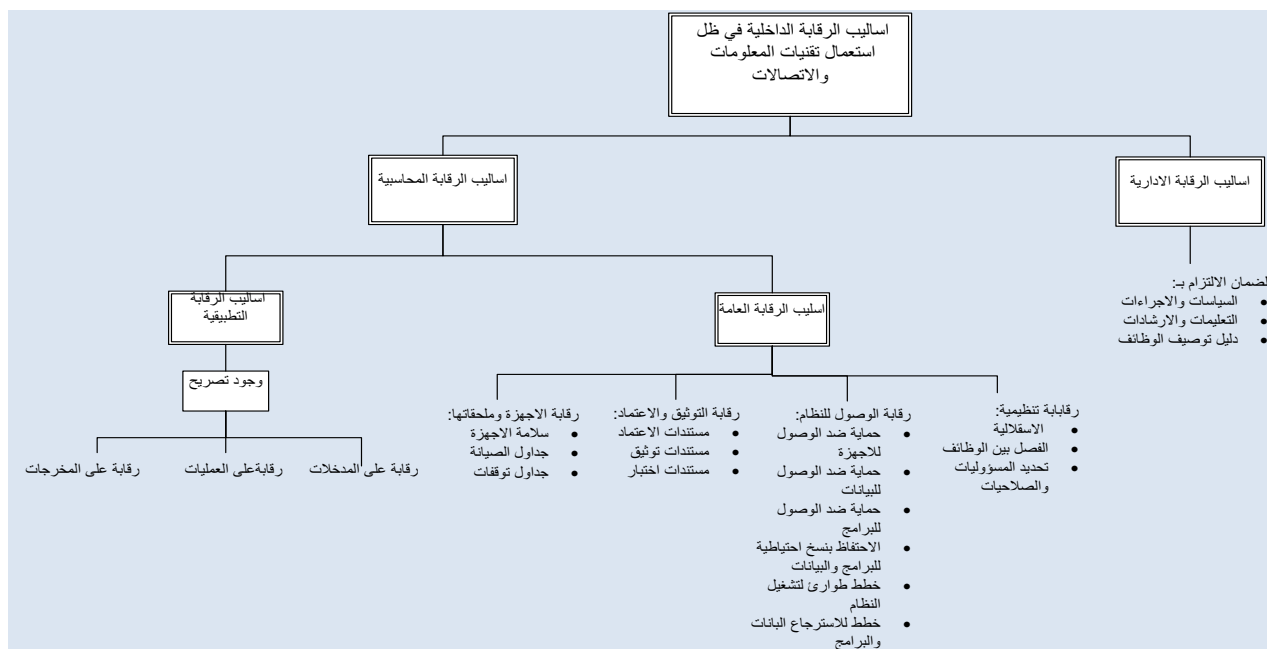 اساليب الرقابة الداخلية في ظل
استعمال تقنيات المعلومات
والاتصالات
اساليب الرقابة الادارية
اساليب الرقابة المحاسبية
لضمان الالتزام بـ:
• السياسات والاجراءات
• التعليمات والارشادات
• دليل توصيف الوظائف
اسليب الرقابة العامة
اساليب الرقابة
التطبيقية
وجود تصريح
رقابابة تنظيمية:
• الاسقلالية
• الفصل بين الوظائف
• تحديد المسؤوليات
والصلاحيات
رقابة الوصول للنظام:
• حماية ضد الوصول
للاجهزة
• حماية ضد الوصول
للبيانات
• حماية ضد الوصول
للبرامج
• الاحتفاظ بنسخ احتياطية
للبرامج والبيانات
• خطط طوارئ لتشغيل
النظام
• خطط للاسترجاع البانات
والبرامج
رقابة التوثيق والاعتماد:
• مستندات الاعتماد
• مستندات توثيق
• مستندات اختبار
رقابة الاجهزة وملحقاتها:
• سلامة الاجهزة
• جداول الصيانة
• جداول توقفات
رقابة على المدخلات
رقابةعلى العمليات
رقابة على المخرجات